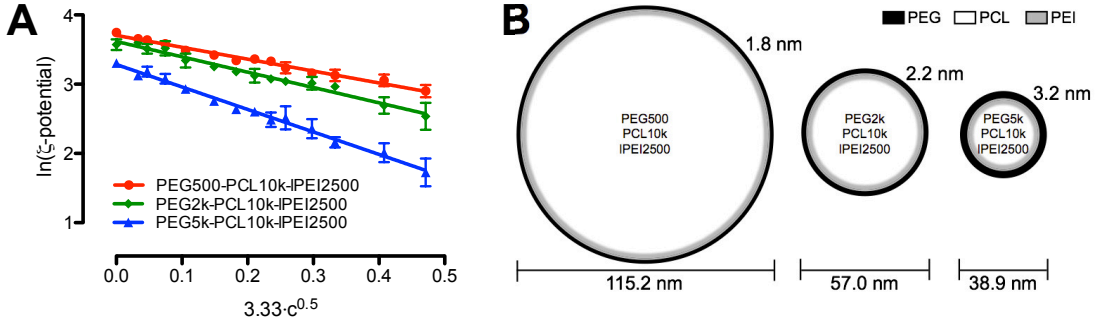 A
ln(ζ-potential)
4
3
2
1
PEG500-PCL10k-lPEI2500
PEG2k-PCL10k-lPEI2500
PEG5k-PCL10k-lPEI2500
0.0 0.1 0.2 0.3 0.4 0.5
3.33·c^0.5
B
PEG PCL PEI
1.8 nm
2.2 nm
3.2 nm
PEG500
PCL10k
lPEI2500
PEG2k
PCL10k
lPEI2500
PEG5k
PCL10k
lPEI2500
115.2 nm
57.0 nm
38.9 nm